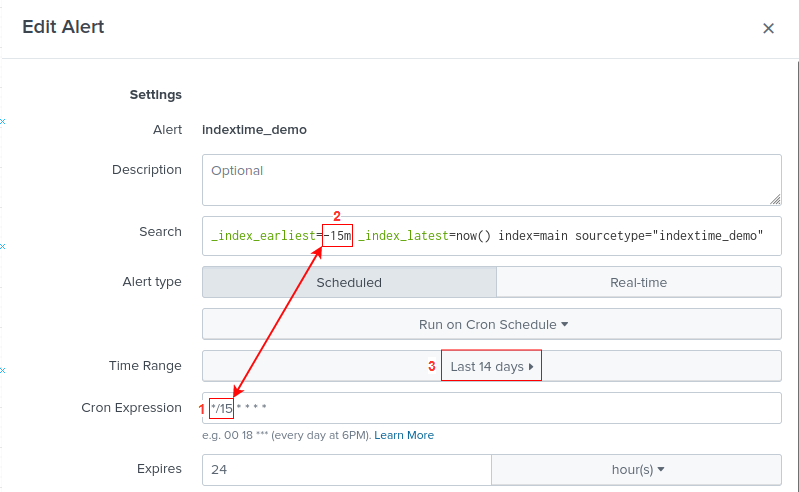 Edit Alert ×
Settings
Alert indextime_demo
Description Optional
2
Search _index_earliest=-15m _index_latest=now() index=main sourcetype="indextime_demo"
Alert type Scheduled Real-time
Run on Cron Schedule
Time Range 3 Last 14 days
Cron Expression 1 */15 * * * *
e.g. 00 18 *** (every day at 6PM). Learn More
Expires 24 hour(s)